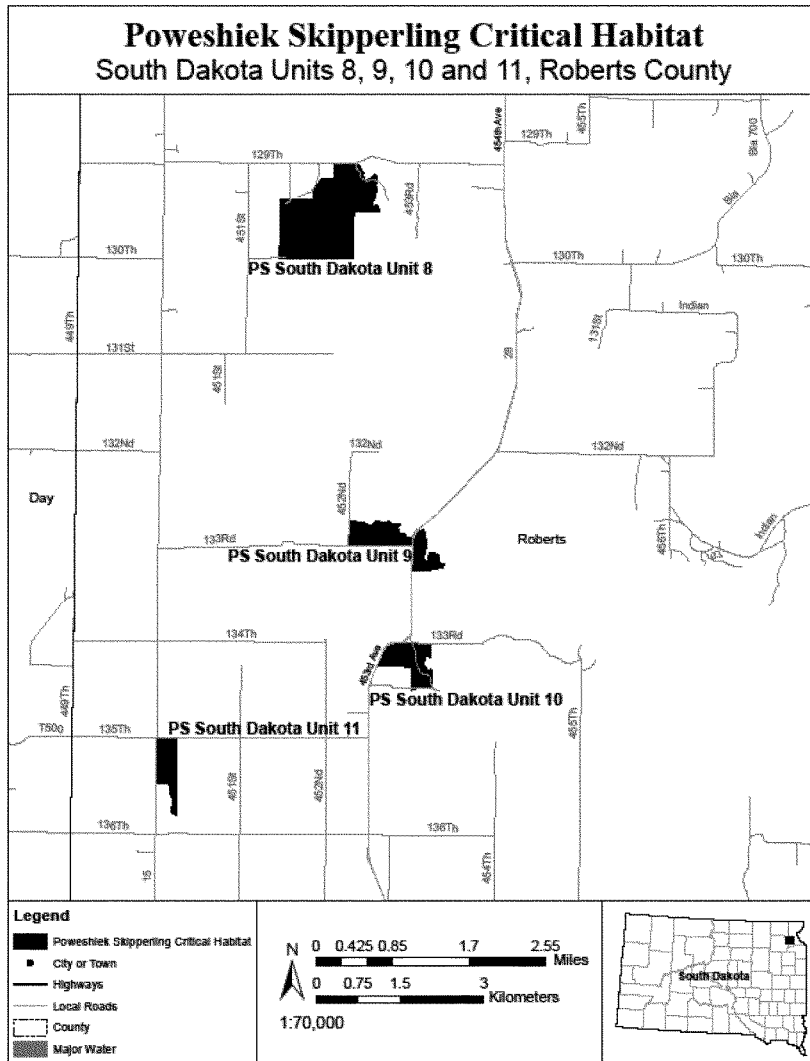 Poweshiek Skipperling Critical Habitat
South Dakota Units 8, 9, 10 and 11, Roberts County
129Th
454th Ave
129Th
455Th
Bia 700
Bia
451St
453Rd
130Th
PS South Dakota Unit 8
130Th
130Th
449Th
131St
451St
28
131St
Indian
132Nd
132Nd
132Nd
Day
452Nd
133Rd
PS South Dakota Unit 9
Roberts
455Th
Indian
134Th
133Rd
453rd Ave
PS South Dakota Unit 10
449Th
455Th
PS South Dakota Unit 11
135Th
451St
452Nd
136Th
136Th
15
454Th
Legend
Poweshiek Skipperling Critical Habitat
City or Town
Highways
Local Roads
County
Major Water
N
0 0.425 0.85 1.7 2.55
Miles
0 0.75 1.5 3
Kilometers
1:70,000
South Dakota